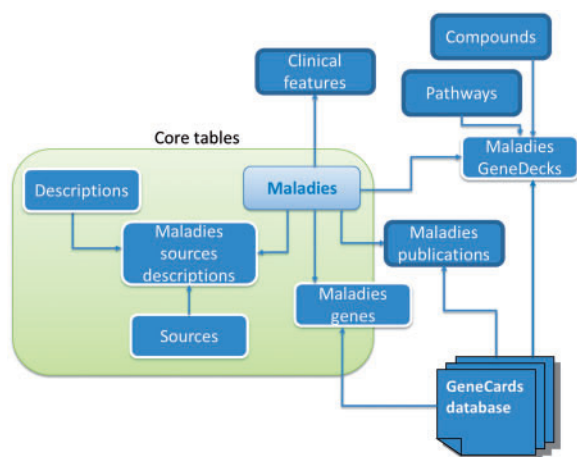 Compounds
Clinical
features
Pathways
Core tables
Maladies
GeneDecks
Descriptions
Maladies
Maladies
sources
descriptions
Maladies
publications
Maladies
genes
Sources
GeneCards
database